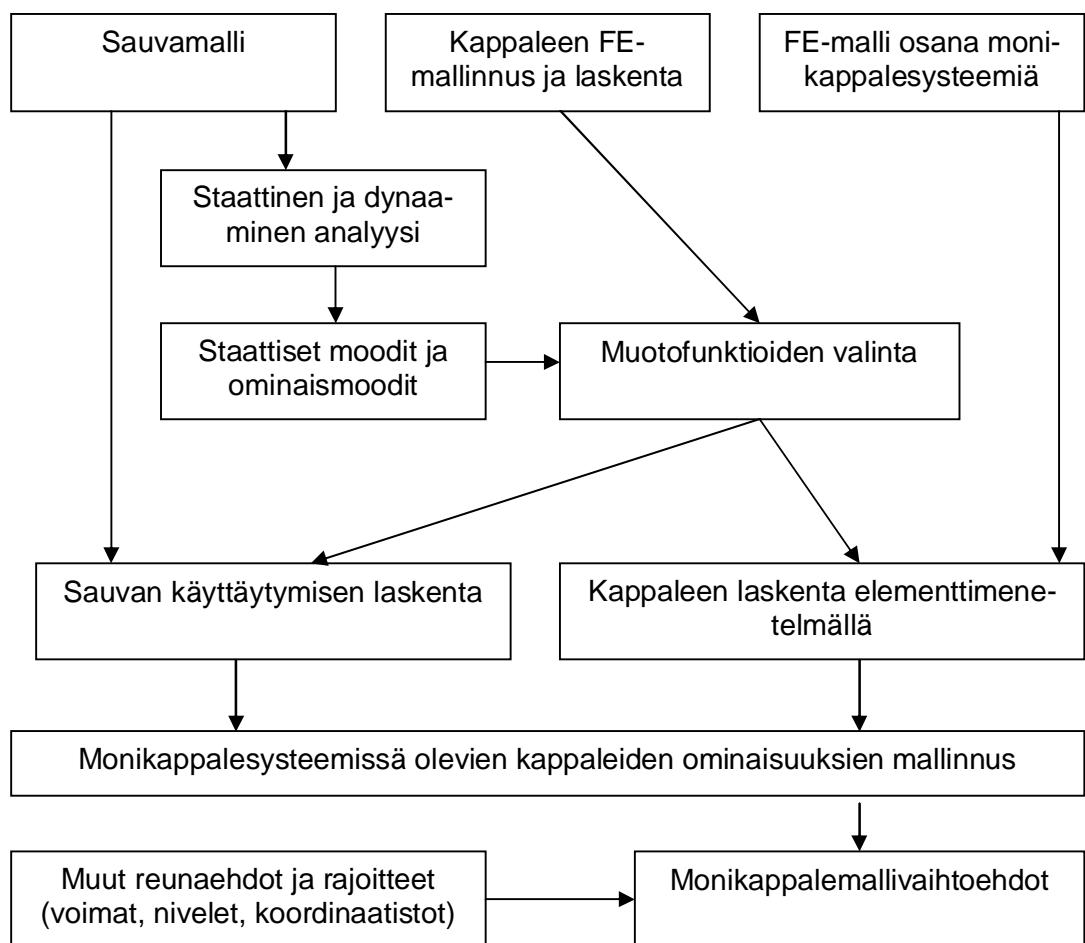 Sauvamalli
Kappaleen FE-
mallinnus ja laskenta
FE-malli osana moni-
kappalesysteemiä
Staattinen ja dynaa-
minen analyysi
Staattiset moodit ja
ominaismoodit
Muotofunktioiden valinta
Sauvan käyttäytymisen laskenta
Kappaleen laskenta elementtimene-
telmällä
Monikappalesysteemissä olevien kappaleiden ominaisuuksien mallinnus
Muut reunaehdot ja rajoitteet
(voimat, nivelet, koordinaatistot)
Monikappalemallivaihtoehdot